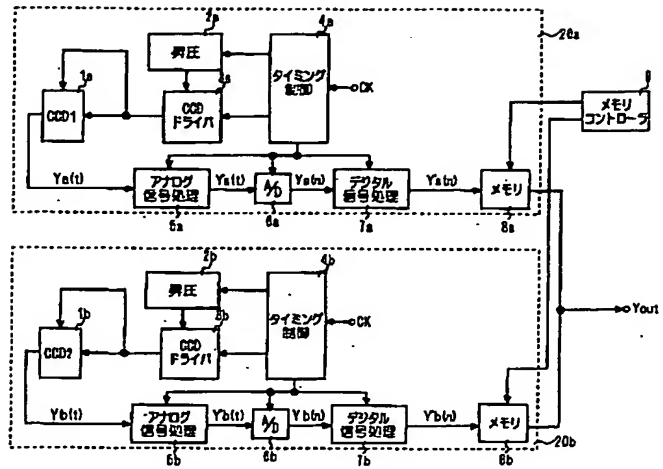 2a
4a
20a
昇圧
タイミング
制御
CK
1a
3a
CCD1
CCD
ドライバ
メモリ
コントローラ
Ya(t)
アナログ
信号処理
Y'a(t)
A/D
Ya(n)
デジタル
信号処理
Y'a(n)
メモリ
5a
6a
7a
8a
2b
4b
昇圧
タイミング
制御
CK
Yout
1b
3b
CCD2
CCD
ドライバ
Yb(t)
アナログ
信号処理
Y'b(t)
A/D
Yb(n)
デジタル
信号処理
Y'b(n)
メモリ
5b
6b
7b
8b
20b